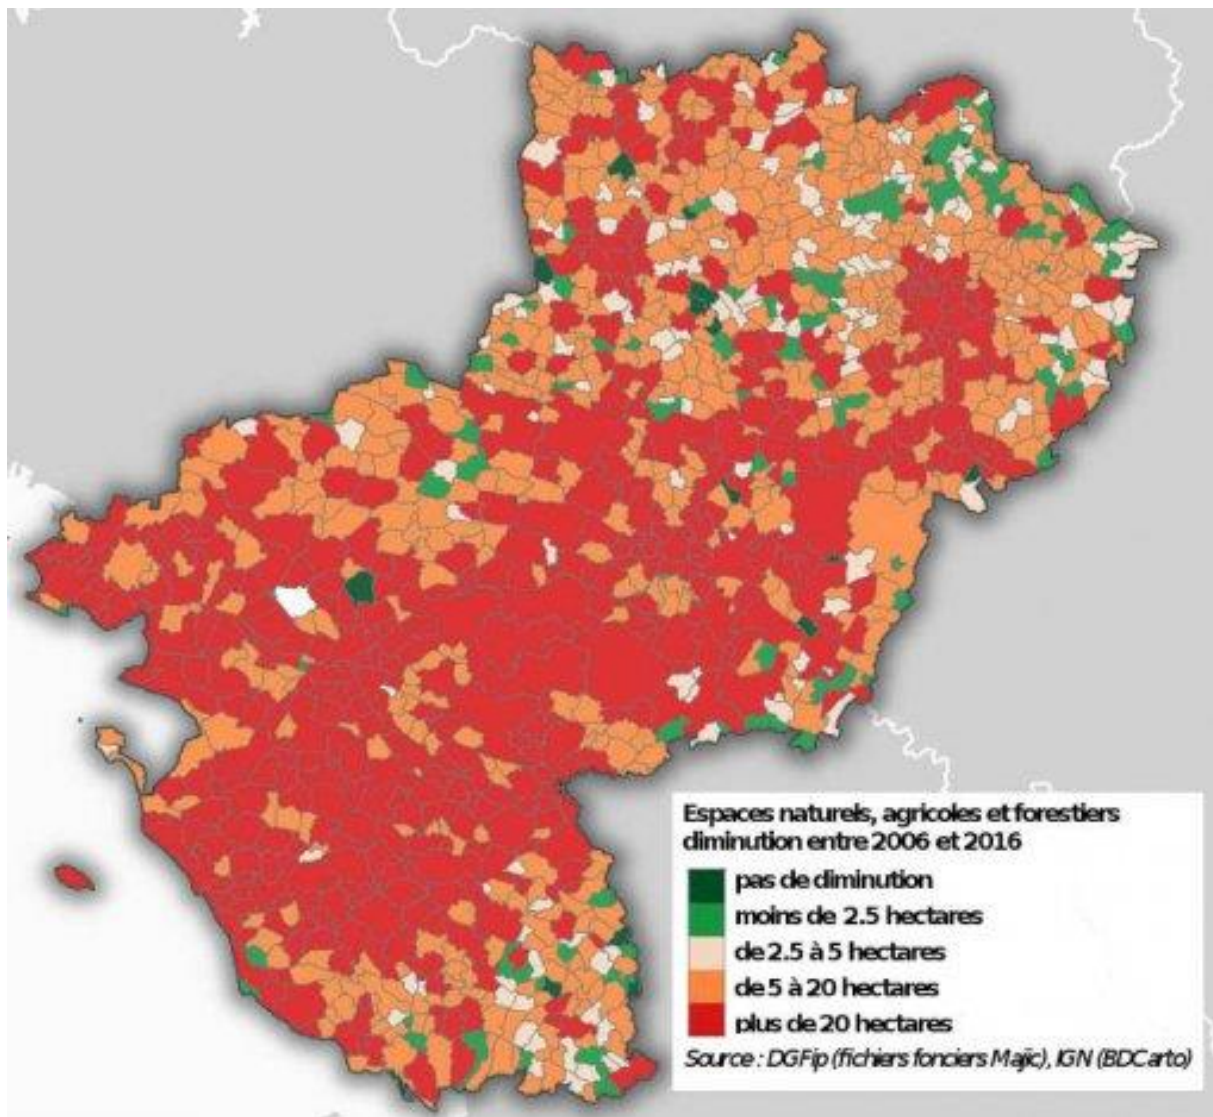 Espaces naturels, agricoles et forestiers
diminution entre 2006 et 2016
pas de diminution
moins de 2.5 hectares
de 2.5 à 5 hectares
de 5 à 20 hectares
plus de 20 hectares
Source : DGFip (fichiers fonciers Majic), IGN (BDCarto)